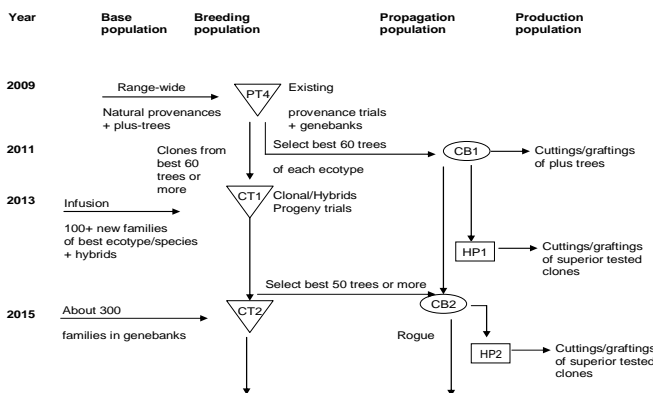 Year
Base
population
Breeding
population
Propagation
population
Production
population
2009
Range-wide
PT4
Existing
Natural provenances
+ plus-trees
provenance trials
+ genebanks
2011
Clones from
best 60
trees or
more
Select best 60 trees
of each ecotype
CB1
Cuttings/graftings
of plus trees
2013
Infusion
CT1
Clonal/Hybrids
Progeny trials
100+ new families
of best ecotype/species
+ hybrids
HP1
Cuttings/graftings
of superior tested
clones
2015
About 300
families in genebanks
CT2
Select best 50 trees or more
CB2
Rogue
HP2
Cuttings/graftings
of superior tested
clones